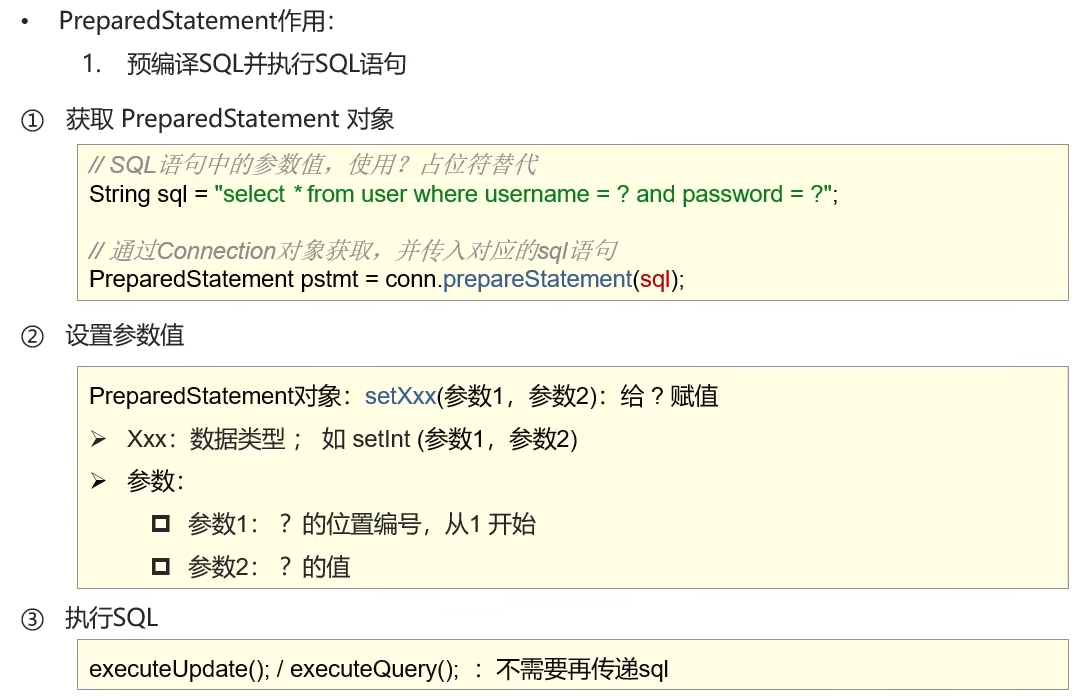 • PreparedStatement作用：
1. 预编译SQL并执行SQL语句
① 获取 PreparedStatement 对象
// SQL语句中的参数值，使用？占位符替代
String sql = "select * from user where username = ? and password = ?";
// 通过Connection对象获取，并传入对应的sql语句
PreparedStatement pstmt = conn.prepareStatement(sql);
② 设置参数值
PreparedStatement对象：setXxx(参数1，参数2)：给 ? 赋值
➢ Xxx：数据类型 ； 如 setInt (参数1，参数2)
➢ 参数：
参数1： ？的位置编号，从1 开始
参数2： ？的值
③ 执行SQL
executeUpdate(); / executeQuery(); ：不需要再传递sql